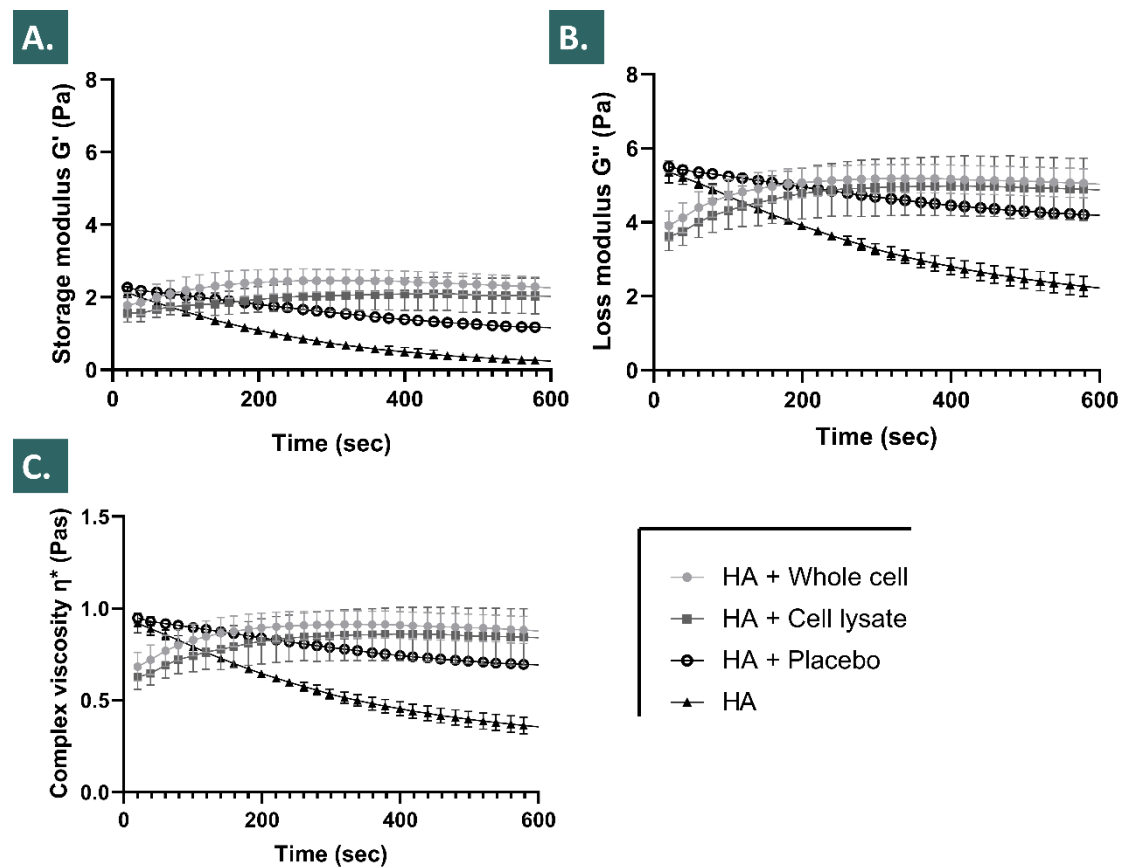 A.
Storage modulus G' (Pa)
8
6
4
2
0
0 200 400 600
Time (sec)
B.
Loss modulus G" (Pa)
8
6
4
2
0
0 200 400 600
Time (sec)
C.
Complex viscosity η* (Pas)
1.5
1.0
0.5
0.0
0 200 400 600
Time (sec)
HA + Whole cell
HA + Cell lysate
HA + Placebo
HA